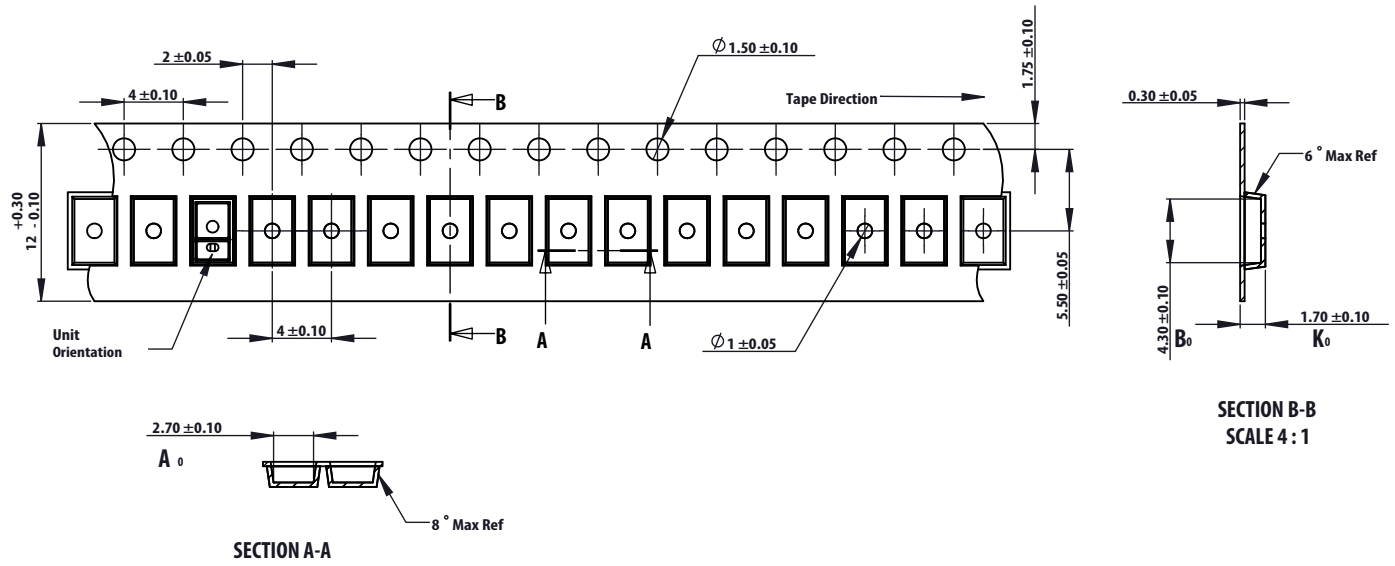 2 ±0.05
4 ±0.10
B
Ø 1.50 ±0.10
Tape Direction
1.75 ±0.10
0.30 ±0.05
6° Max Ref
+0.30
12 -0.10
5.50 ±0.05
4.30 ±0.10
B0
1.70 ±0.10
K0
Unit
Orientation
4 ±0.10
B
A
A
Ø 1 ±0.05
SECTION B-B
SCALE 4 : 1
2.70 ±0.10
A 0
8° Max Ref
SECTION A-A